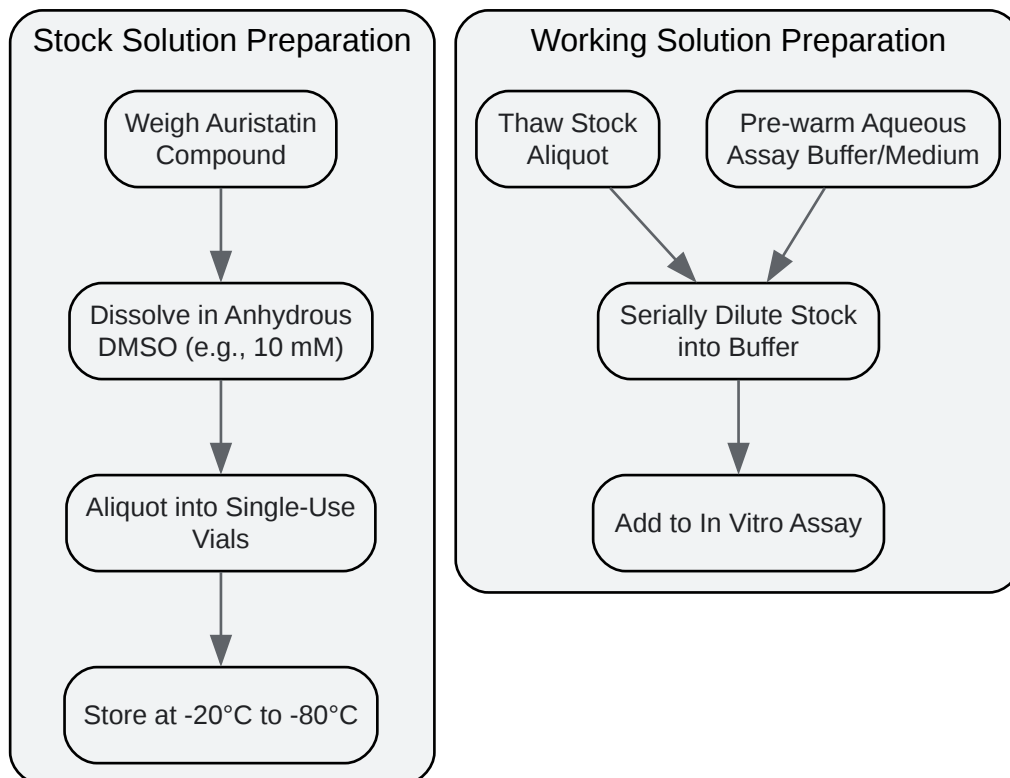 Stock Solution Preparation
Weigh Auristatin
Compound
Dissolve in Anhydrous
DMSO (e.g., 10 mM)
Aliquot into Single-Use
Vials
Store at -20°C to -80°C
Working Solution Preparation
Thaw Stock
Aliquot
Pre-warm Aqueous
Assay Buffer/Medium
Serially Dilute Stock
into Buffer
Add to In Vitro Assay